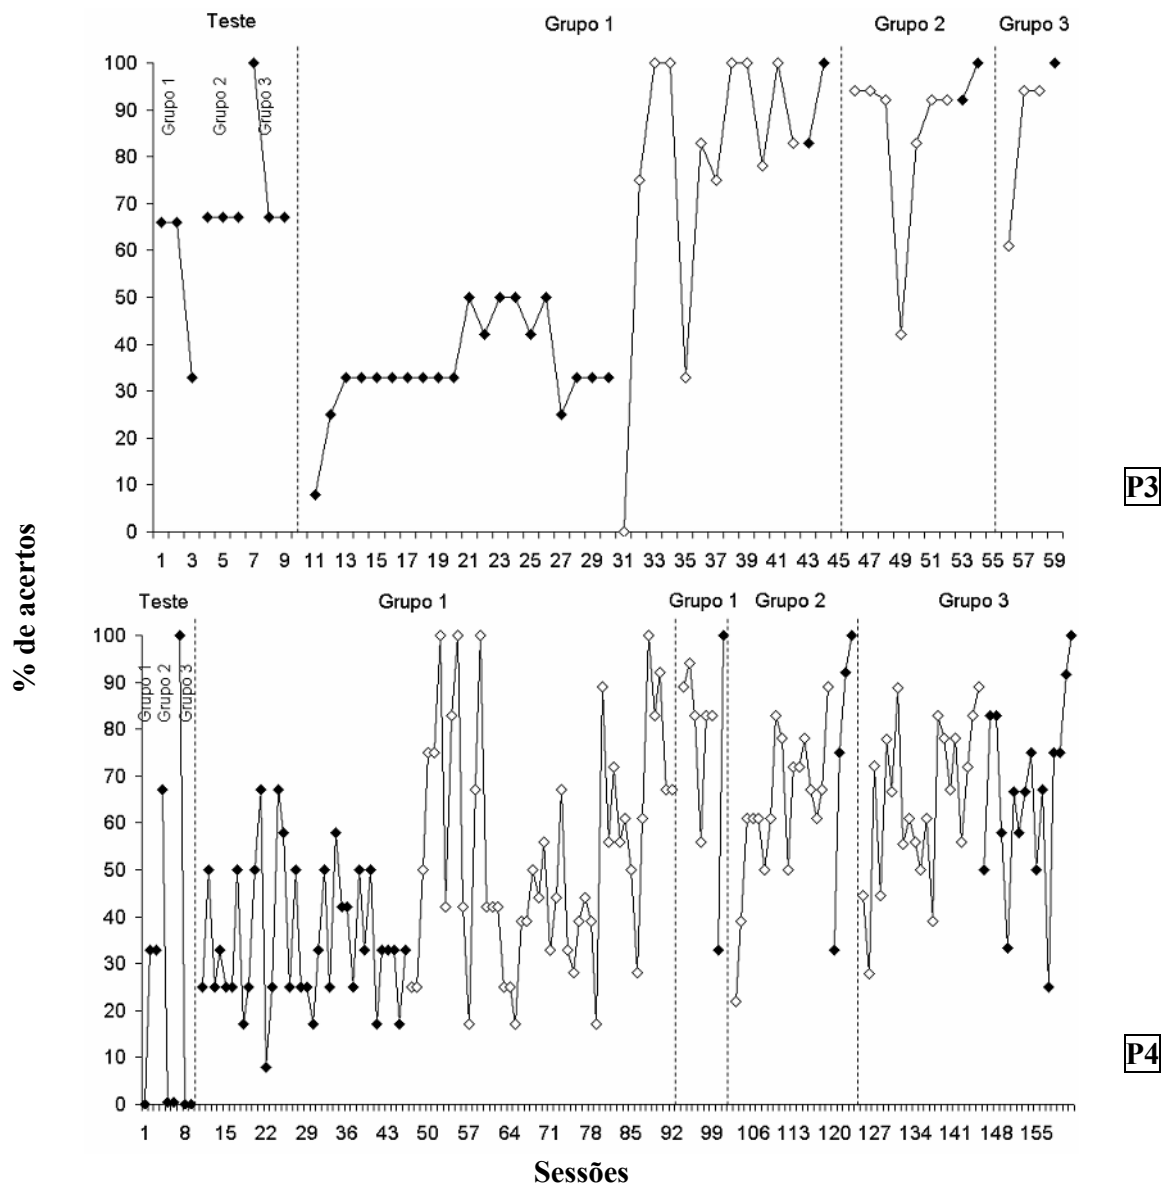 Teste Grupo 1 Grupo 2 Grupo 3
100
90
80
70
60
50
40
30
20
10
0
Grupo 1
Grupo 2
Grupo 3
1 3 5 7 9 11 13 15 17 19 21 23 25 27 29 31 33 35 37 39 41 43 45 47 49 51 53 55 57 59
P3
% de acertos
Teste Grupo 1 Grupo 1 Grupo 2 Grupo 3
100
90
80
70
60
50
40
30
20
10
0
Grupo 1
Grupo 2
Grupo 3
1 8 15 22 29 36 43 50 57 64 71 78 85 92 99 106 113 120 127 134 141 148 155
P4
Sessões